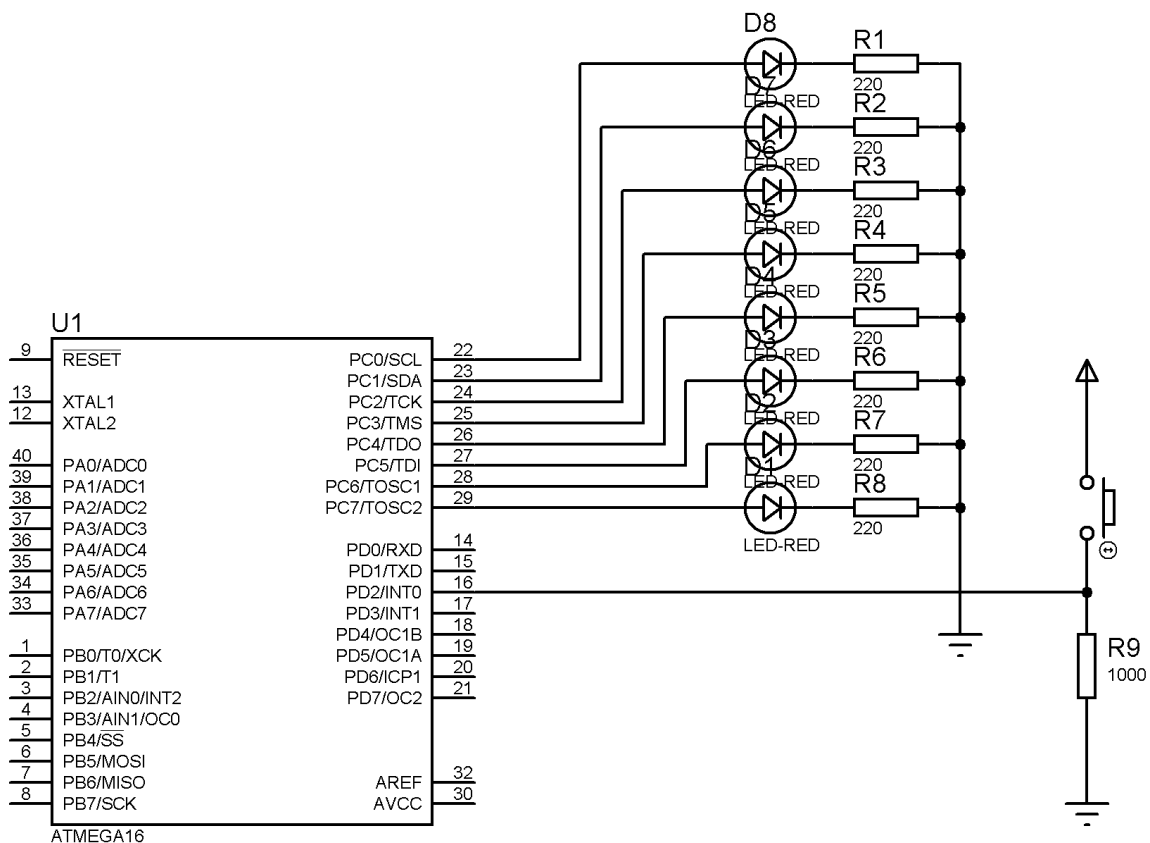 D8
R1
220
D7
LED-RED
R2
220
D6
LED-RED
R3
220
D5
LED-RED
R4
220
D4
LED-RED
R5
220
D3
LED-RED
R6
220
D2
LED-RED
R7
220
D1
LED-RED
R8
220
LED-RED
U1
9 RESET PC0/SCL 22
PC1/SDA 23
13 XTAL1 PC2/TCK 24
12 XTAL2 PC3/TMS 25
PC4/TDO 26
40 PA0/ADC0 PC5/TDI 27
39 PA1/ADC1 PC6/TOSC1 28
38 PA2/ADC2 PC7/TOSC2 29
37 PA3/ADC3
36 PA4/ADC4 PD0/RXD 14
35 PA5/ADC5 PD1/TXD 15
34 PA6/ADC6 PD2/INT0 16
33 PA7/ADC7 PD3/INT1 17
PD4/OC1B 18
1 PB0/T0/XCK PD5/OC1A 19
2 PB1/T1 PD6/ICP1 20
3 PB2/AIN0/INT2 PD7/OC2 21
4 PB3/AIN1/OC0
5 PB4/SS
6 PB5/MOSI
7 PB6/MISO AREF 32
8 PB7/SCK AVCC 30
ATMEGA16
R9
1000